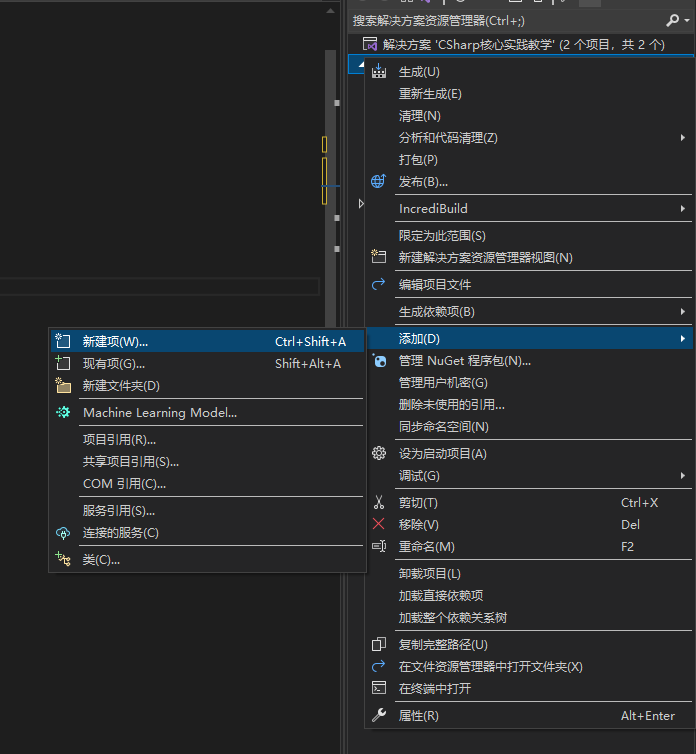 搜索解决方案资源管理器(Ctrl+;)
解决方案 'CSharp核心实践教学' (2 个项目，共 2 个)
生成(U)
重新生成(E)
清理(N)
分析和代码清理(Z)
打包(P)
发布(B)...
IncrediBuild
限定为此范围(S)
新建解决方案资源管理器视图(N)
编辑项目文件
生成依赖项(B)
添加(D)
管理 NuGet 程序包(N)...
管理用户机密(G)
删除未使用的引用...
同步命名空间(N)
设为启动项目(A)
调试(G)
剪切(T) Ctrl+X
移除(V) Del
重命名(M) F2
卸载项目(L)
加载直接依赖项
加载整个依赖关系树
复制完整路径(U)
在文件资源管理器中打开文件夹(X)
在终端中打开
属性(R) Alt+Enter
新建项(W)... Ctrl+Shift+A
现有项(G)... Shift+Alt+A
新建文件夹(D)
Machine Learning Model...
项目引用(R)...
共享项目引用(S)...
COM 引用(C)...
服务引用(S)...
连接的服务(C)
类(C)...